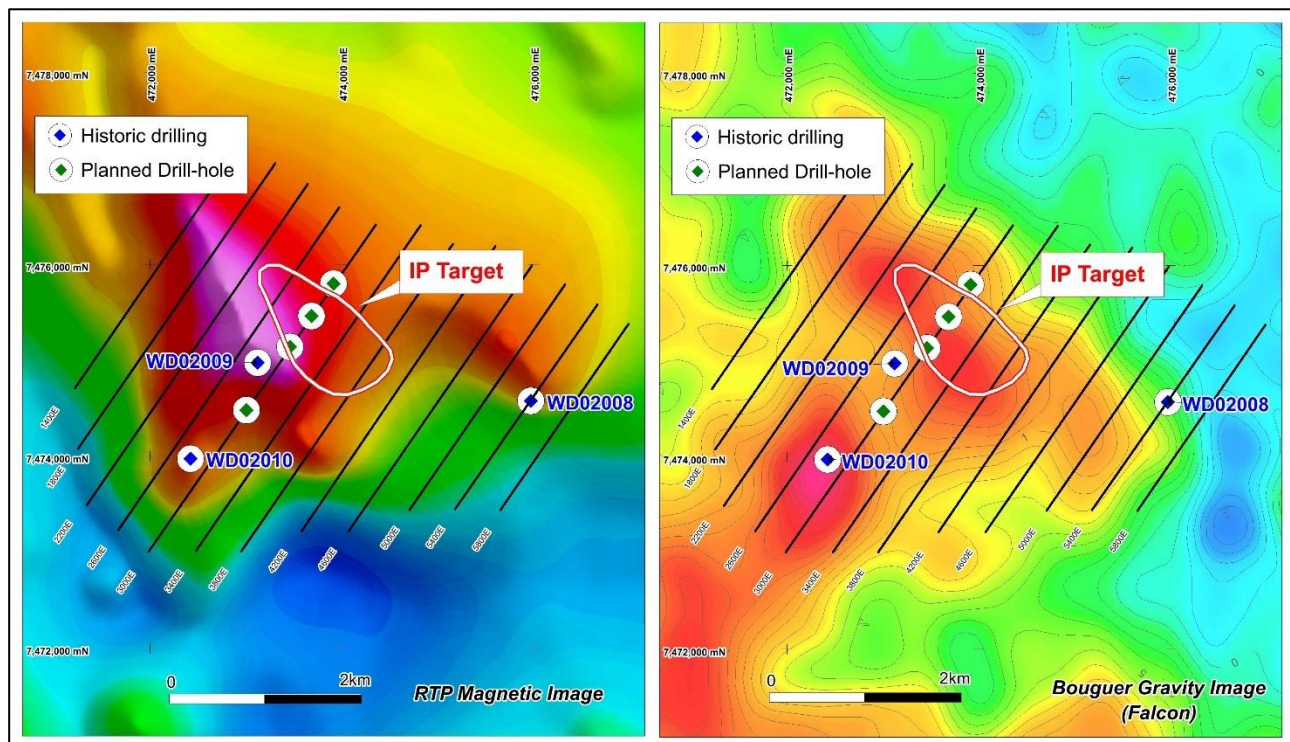 472,000 mE
474,000 mE
476,000 mE
7,478,000 mN
Historic drilling
Planned Drill-hole
7,476,000 mN
IP Target
WD02009
WD02008
1400E
WD02010
7,474,000 mN
1800E
2200E
2600E
3000E
3400E
3800E
4200E
4600E
5000E
5400E
5800E
7,472,000 mN
0
2km
RTP Magnetic Image
472,000 mE
474,000 mE
476,000 mE
7,478,000 mN
Historic drilling
Planned Drill-hole
7,476,000 mN
IP Target
WD02009
WD02008
1400E
WD02010
7,474,000 mN
1800E
2200E
2600E
3000E
3400E
3800E
4200E
4600E
5000E
5400E
5800E
7,472,000 mN
0
2km
Bouguer Gravity Image
(Falcon)